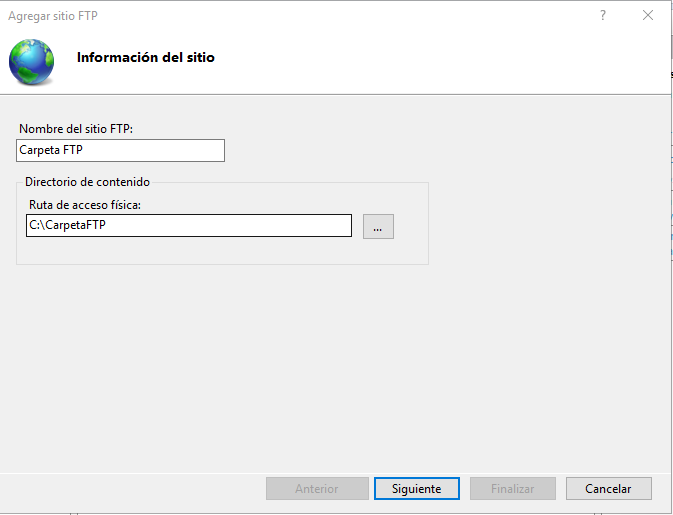 Agregar sitio FTP
?
Información del sitio
Nombre del sitio FTP:
Carpeta FTP
Directorio de contenido
Ruta de acceso física:
C:\CarpetaFTP
...
Anterior
Siguiente
Finalizar
Cancelar